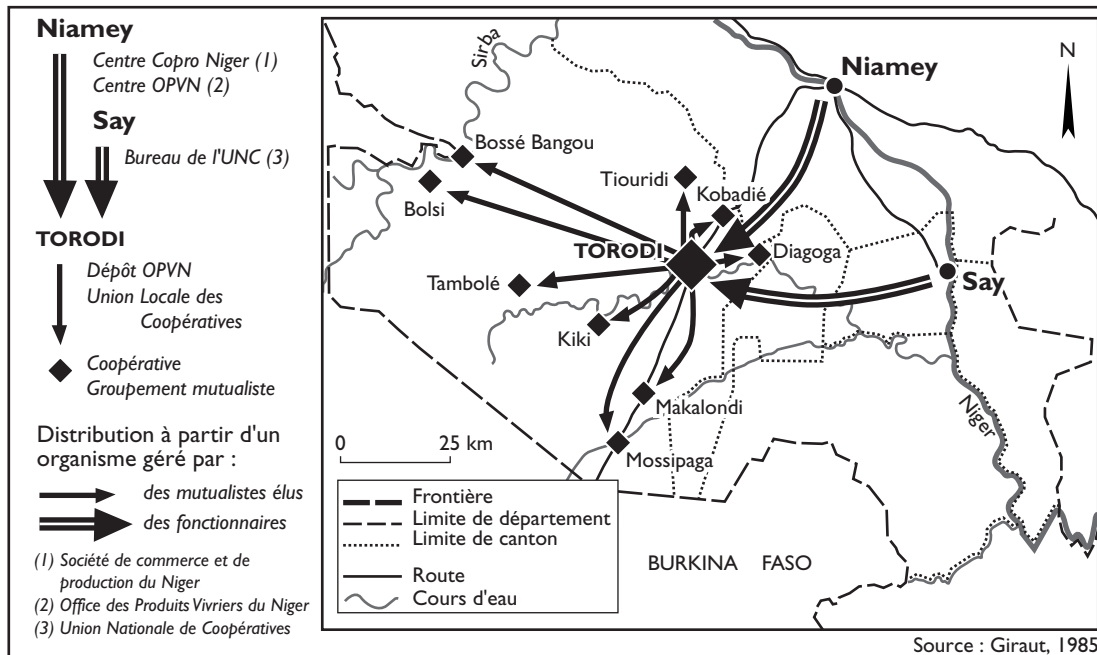 Niamey
Centre Copro Niger (1)
Centre OPVN (2)
Say
Bureau de l'UNC (3)
TORODI
Dépôt OPVN
Union Locale des
Coopératives
Coopérative
Groupement mutualiste
Distribution à partir d'un
organisme géré par :
des mutualistes élus
des fonctionnaires
(1) Société de commerce et de
production du Niger
(2) Office des Produits Vivriers du Niger
(3) Union Nationale de Coopératives
Sirba
Niamey
N
Bossé Bangou
Tiouridi
Bolsi
Kobadié
TORODI
Diagoga
Tambolé
Say
Kiki
Makalondi
Niger
0 25 km
Mossipaga
Frontière
Limite de département
Limite de canton
Route
Cours d'eau
BURKINA FASO
Source : Giraut, 1985